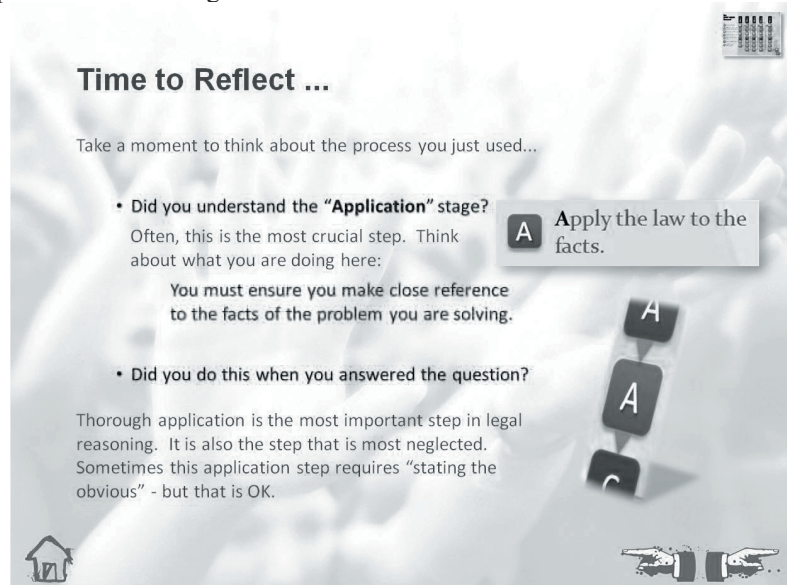 Time to Reflect ...
Take a moment to think about the process you just used...
• Did you understand the “Application” stage?
Often, this is the most crucial step. Think
about what you are doing here:
You must ensure you make close reference
to the facts of the problem you are solving.
A
Apply the law to the
facts.
• Did you do this when you answered the question?
A
A
C
Thorough application is the most important step in legal
reasoning. It is also the step that is most neglected.
Sometimes this application step requires “stating the
obvious” - but that is OK.